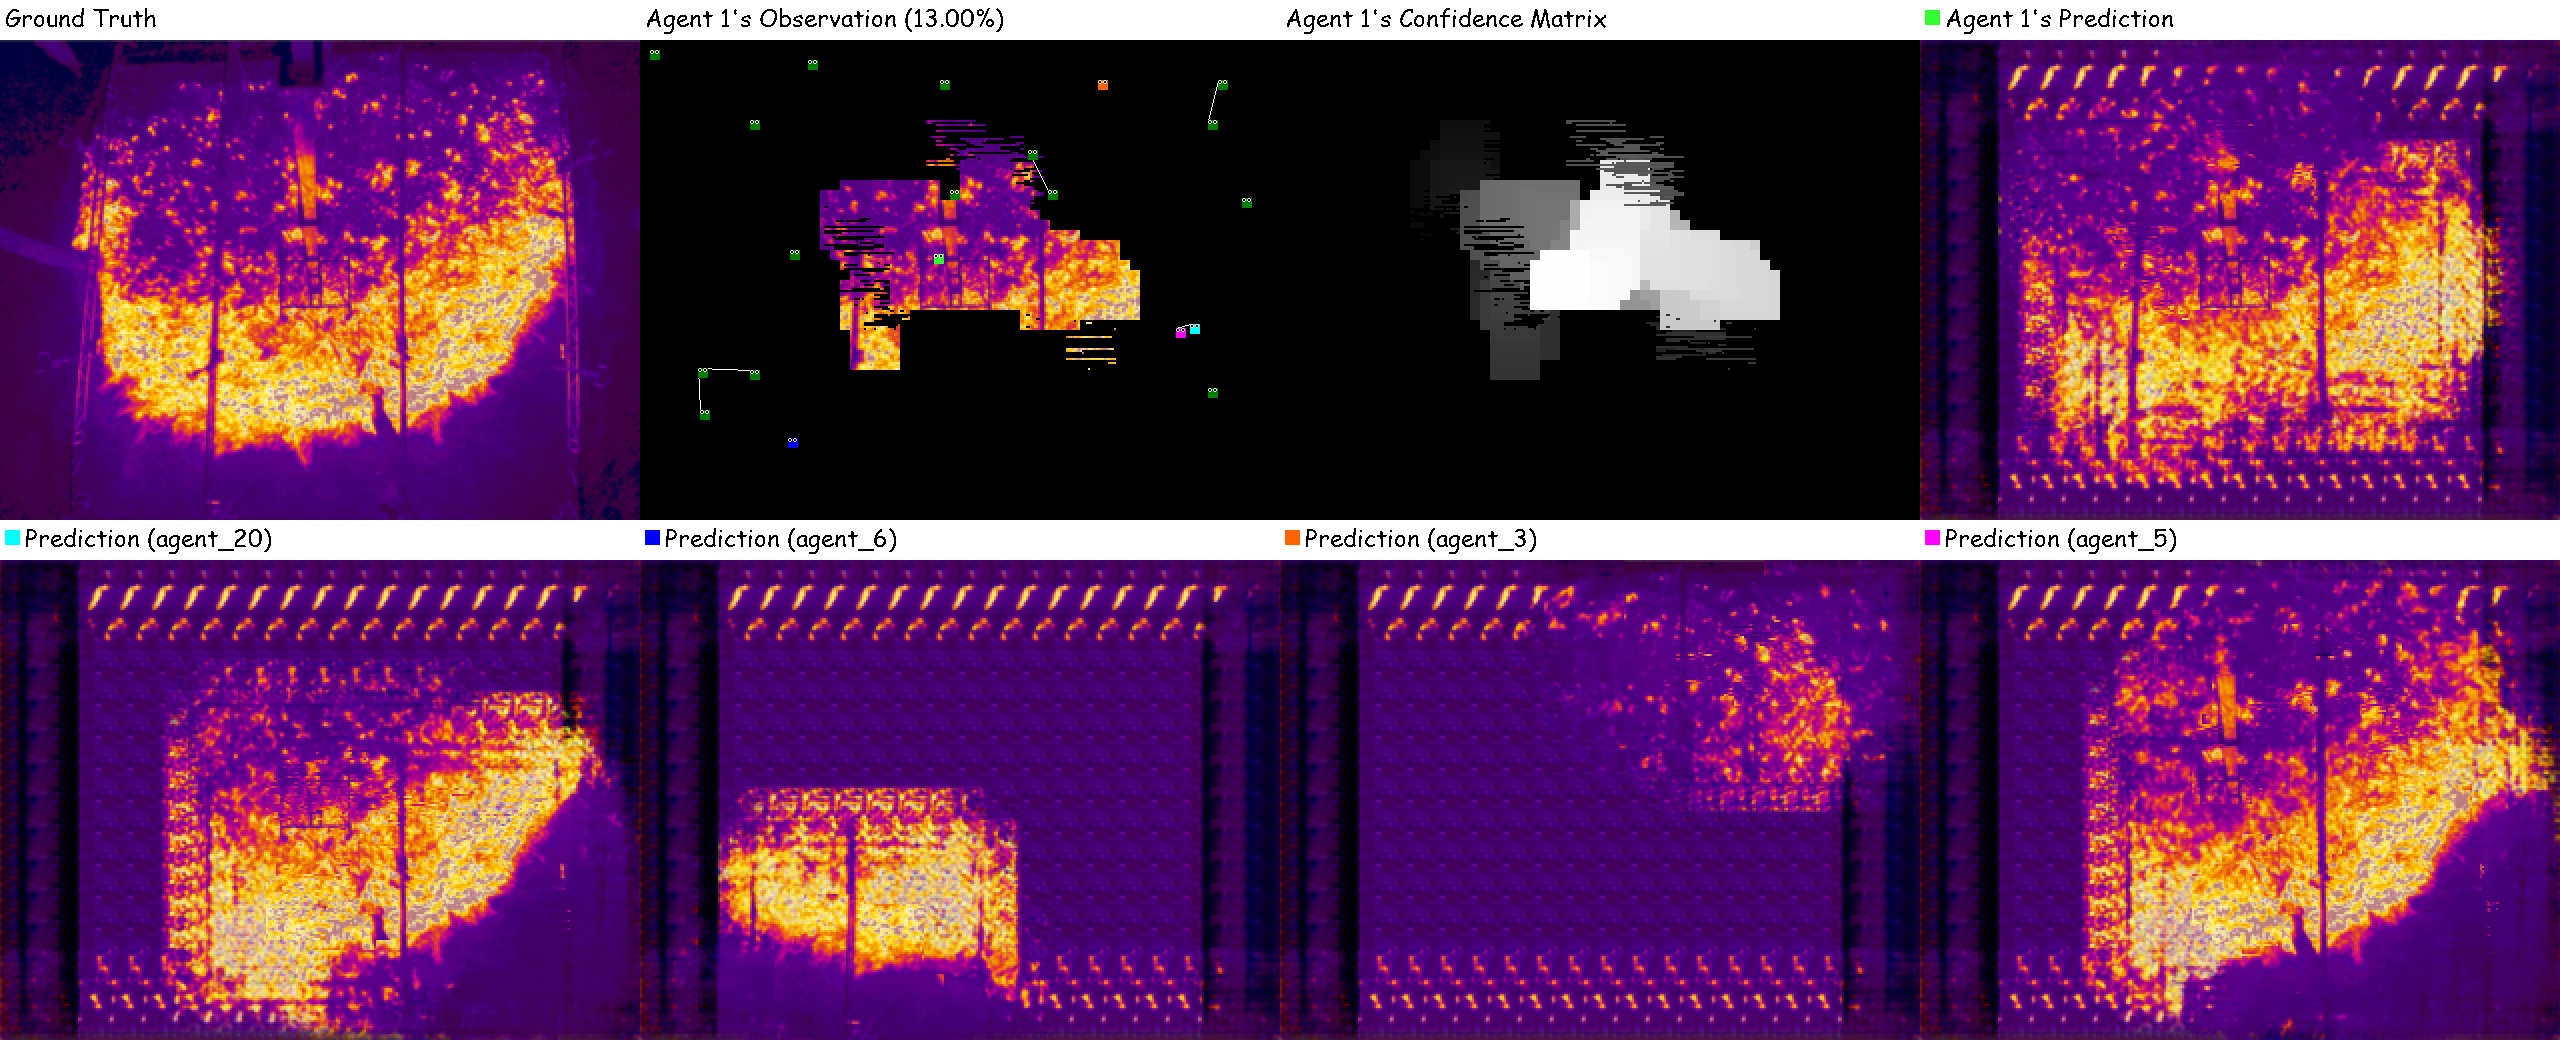 Ground Truth
Agent 1's Observation (13.00%)
Agent 1's Confidence Matrix
Agent 1's Prediction
Prediction (agent_20)
Prediction (agent_6)
Prediction (agent_3)
Prediction (agent_5)